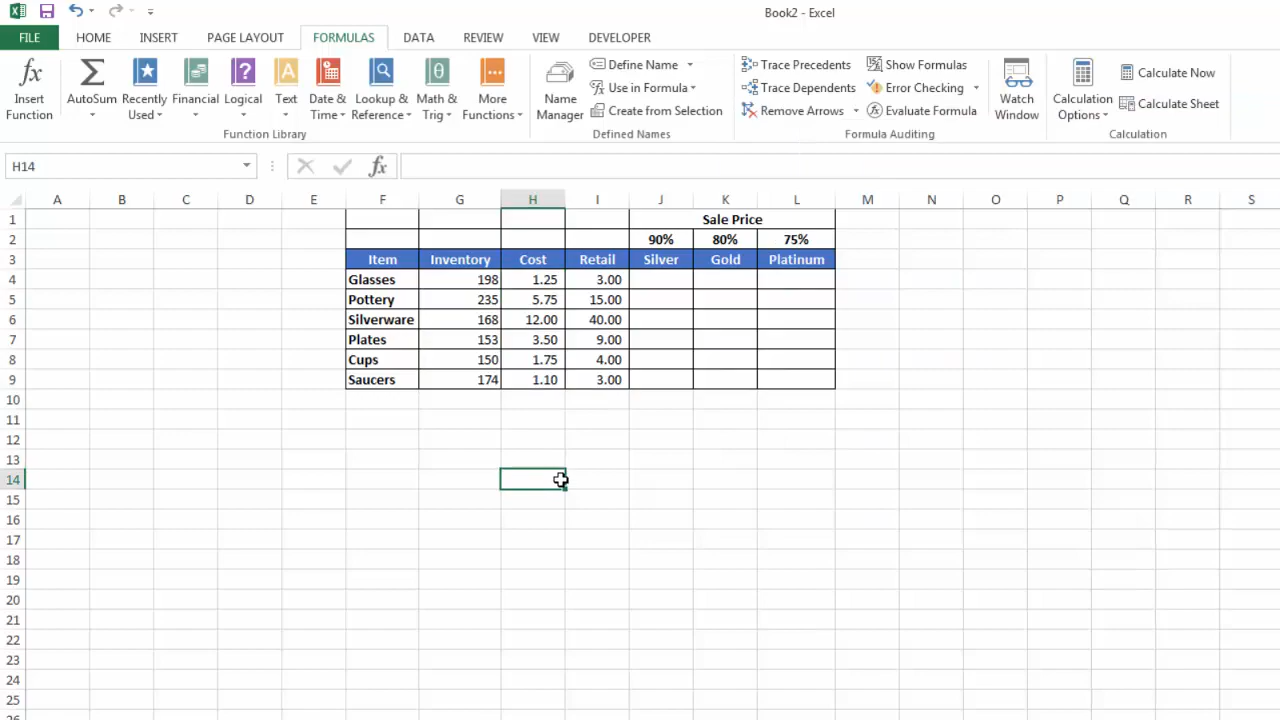 Book2 - Excel
FILE HOME INSERT PAGE LAYOUT FORMULAS DATA REVIEW VIEW DEVELOPER
Insert Function
AutoSum
Recently Used
Financial
Logical
Text
Date & Time
Lookup & Reference
Math & Trig
More Functions
Function Library
Name Manager
Define Name
Use in Formula
Create from Selection
Defined Names
Trace Precedents
Trace Dependents
Remove Arrows
Show Formulas
Error Checking
Evaluate Formula
Formula Auditing
Watch Window
Calculation Options
Calculate Now
Calculate Sheet
Calculation
H14 fx
A B C D E F G H I J K L M N O P Q R S
1 Sale Price
2 90% 80% 75%
3 Item Inventory Cost Retail Silver Gold Platinum
4 Glasses 198 1.25 3.00
5 Pottery 235 5.75 15.00
6 Silverware 168 12.00 40.00
7 Plates 153 3.50 9.00
8 Cups 150 1.75 4.00
9 Saucers 174 1.10 3.00
10
11
12
13
14
15
16
17
18
19
20
21
22
23
24
25